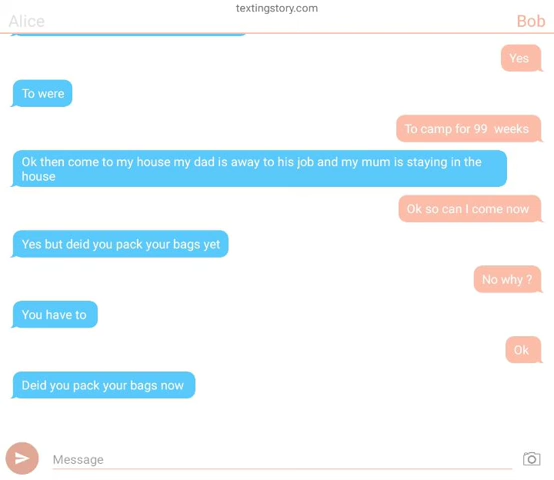 textingstory.com
Alice
Bob
Yes
To were
To camp for 99 weeks
Ok then come to my house my dad is away to his job and my mum is staying in the
house
Ok so can I come now
Yes but deid you pack your bags yet
No why ?
You have to
Ok
Deid you pack your bags now
Message